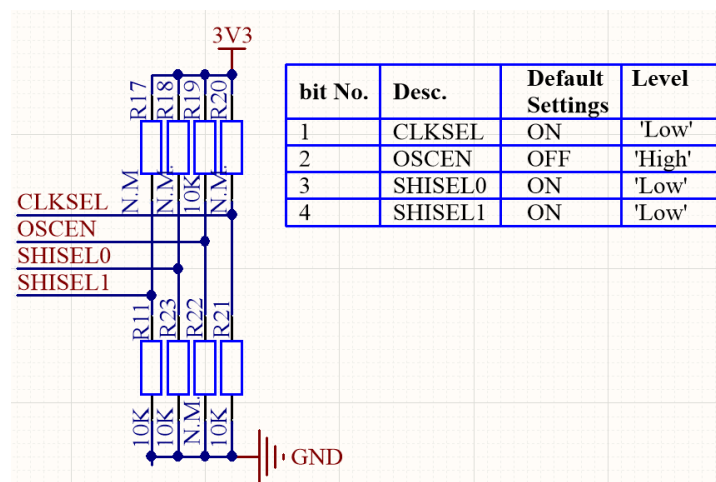 3V3
R17
R18
R19
R20
N.M
N.M.
10K
N.M.
CLKSEL
OSCEN
SHISEL0
SHISEL1
R11
R23
R22
R21
10K
10K
N.M.
10K
GND
bit No. Desc. Default Settings Level
1 CLKSEL ON 'Low'
2 OSCEN OFF 'High'
3 SHISEL0 ON 'Low'
4 SHISEL1 ON 'Low'